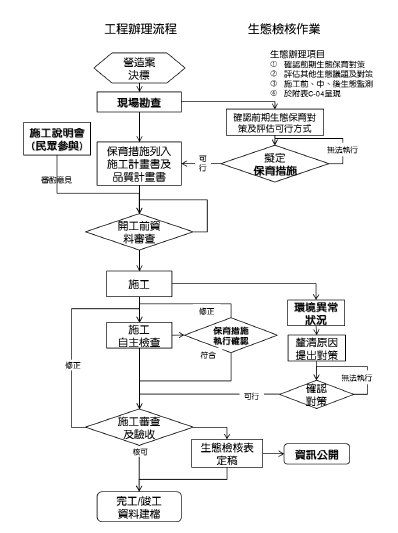 工程辦理流程
生態檢核作業
生態辦理項目
① 確認前期生態保育對策
② 評估其他生態議題及對策
③ 施工前、中、後生態監測
④ 於附表C-04呈現
營造案
決標
現場勘查
確認前期生態保育對
策及評估可行方式
施工說明會
(民眾參與)
保育措施列入
施工計畫書及
品質計畫書
可
行
擬定
保育措施
無法執行
審酌意見
開工前資
料審查
施工
修正
環境異常
狀況
施工
自主檢查
保育措施
執行確認
釐清原因
提出對策
符合
修正
無法執行
可行
確認
對策
施工審查
及驗收
核可
生態檢核表
定稿
資訊公開
完工/竣工
資料建檔